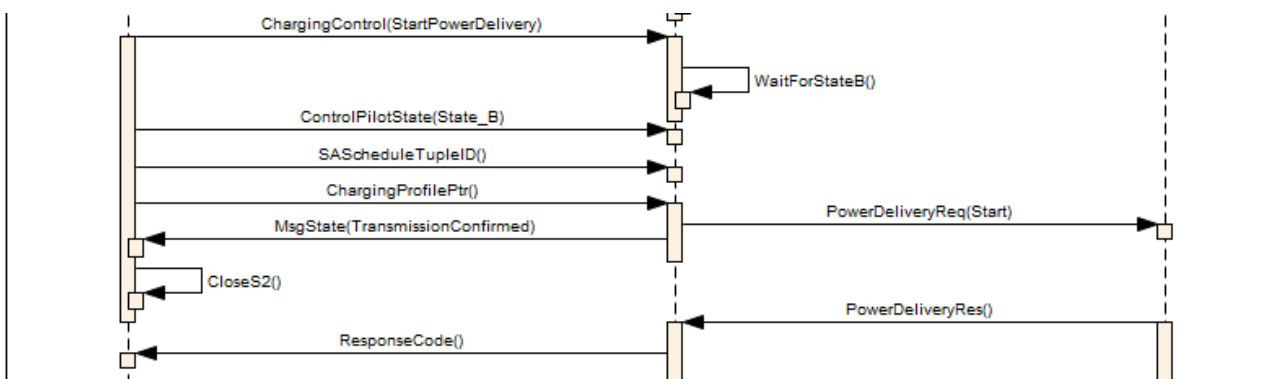 ChargingControl(StartPowerDelivery)
WaitForStateB()
ControlPilotState(State_B)
SAScheduleTupleID()
ChargingProfilePtr()
PowerDeliveryReq(Start)
MsgState(TransmissionConfirmed)
CloseS2()
PowerDeliveryRes()
ResponseCode()